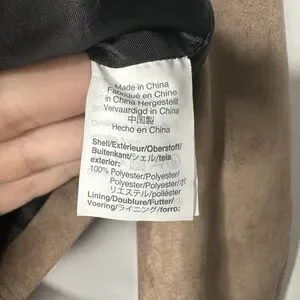 Made in China
Fabriqué en Chine
in China Hergestellt
Vervaardigd in China
中国製
Hecho en China
Shell/Extérieur/Oberstoff/
Buitenkant/シェル/tela
exterior:
100% Polyester/Polyester/
Polyester/Polyester/ポ
リエステル/poliéster
Lining/Doublure/Futter/
Voering/ライニング/forro: